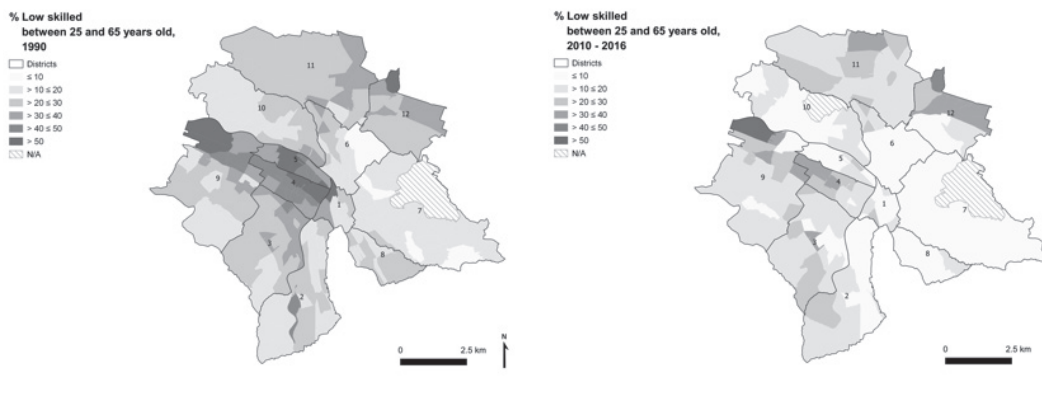 % Low skilled
between 25 and 65 years old,
1990
Districts
≤ 10
> 10 ≤ 20
> 20 ≤ 30
> 30 ≤ 40
> 40 ≤ 50
> 50
N/A
11
10
12
6
5
4
9
1
7
3
8
2
N
0 2.5 km
% Low skilled
between 25 and 65 years old,
2010 - 2016
Districts
≤ 10
> 10 ≤ 20
> 20 ≤ 30
> 30 ≤ 40
> 40 ≤ 50
> 50
N/A
11
10
12
6
5
9
4
1
7
8
2
0 2.5 km